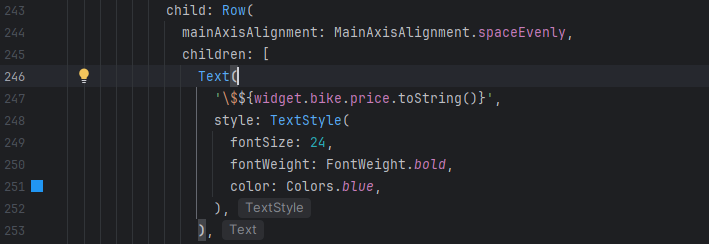 243 child: Row(
244 mainAxisAlignment: MainAxisAlignment.spaceEvenly,
245 children: [
246 Text(
247 '\$${widget.bike.price.toString()}',
248 style: TextStyle(
249 fontSize: 24,
250 fontWeight: FontWeight.bold,
251 color: Colors.blue,
252 ), TextStyle
253 ), Text